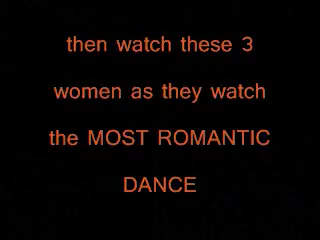 then watch these 3
women as they watch
the MOST ROMANTIC
DANCE